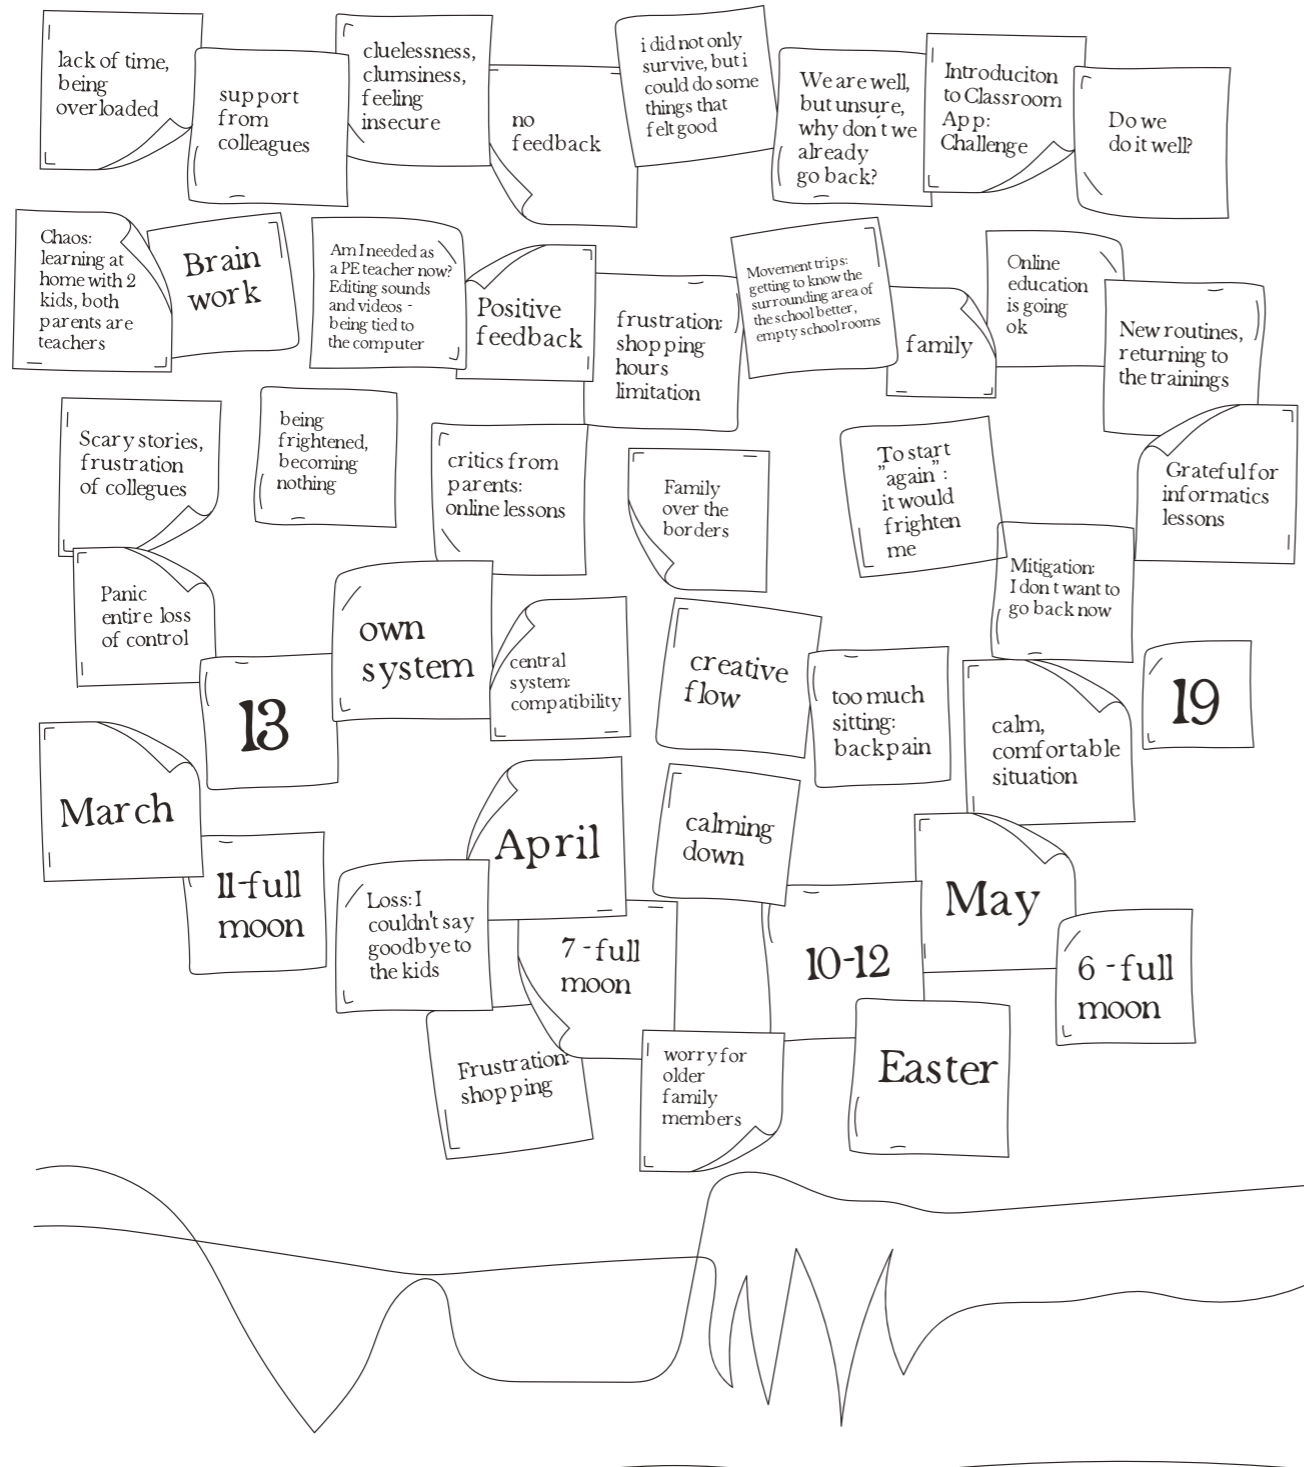 lack of time,
being
overloaded
support
from
colleagues
cluelessness,
clumsiness,
feeling
insecure
no
feedback
i did not only
survive, but i
could do some
things that
felt good
We are well,
but unsure,
why don't we
already
go back?
Introduciton
to Classroom
App:
Challenge
Do we
do it well?
Chaos:
learning at
home with 2
kids, both
parents are
teachers
Brain
work
Am I needed as
a PE teacher now?
Editing sounds
and videos -
being tied to
the computer
Positive
feedback
frustration:
shopping
hours
limitation
Movement trips:
getting to know the
surrounding area of
the school better,
empty schoolrooms
family
Online
education
is going
ok
New routines,
returning to
the trainings
Scary stories,
frustration
of collegues
being
frightened,
becoming
nothing
critics from
parents:
online lessons
Family
over the
borders
To start
"again":
it would
frighten
me
Grateful for
informatics
lessons
Mitigation:
I don t want to
go back now
Panic
entire loss
of control
own
system
central
system:
compatibility
creative
flow
too much
sitting:
backpain
calm,
comfortable
situation
19
13
March
April
calming
down
May
11-full
moon
Loss: I
couldn't say
goodbye to
the kids
7 - full
moon
10-12
6 - full
moon
Frustration:
shopping
worry for
older
family
members
Easter